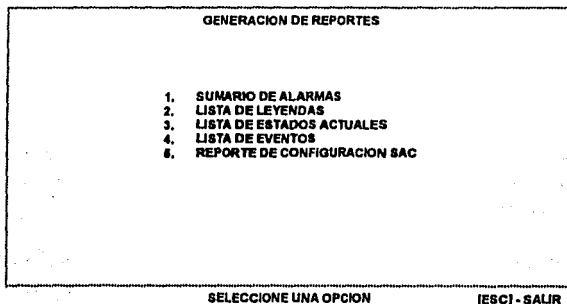 GENERACION DE REPORTES
1. SUMARIO DE ALARMAS
2. LISTA DE LEYENDAS
3. LISTA DE ESTADOS ACTUALES
4. LISTA DE EVENTOS
5. REPORTE DE CONFIGURACION SAC
SELECCIONE UNA OPCION [ESC] - SALIR